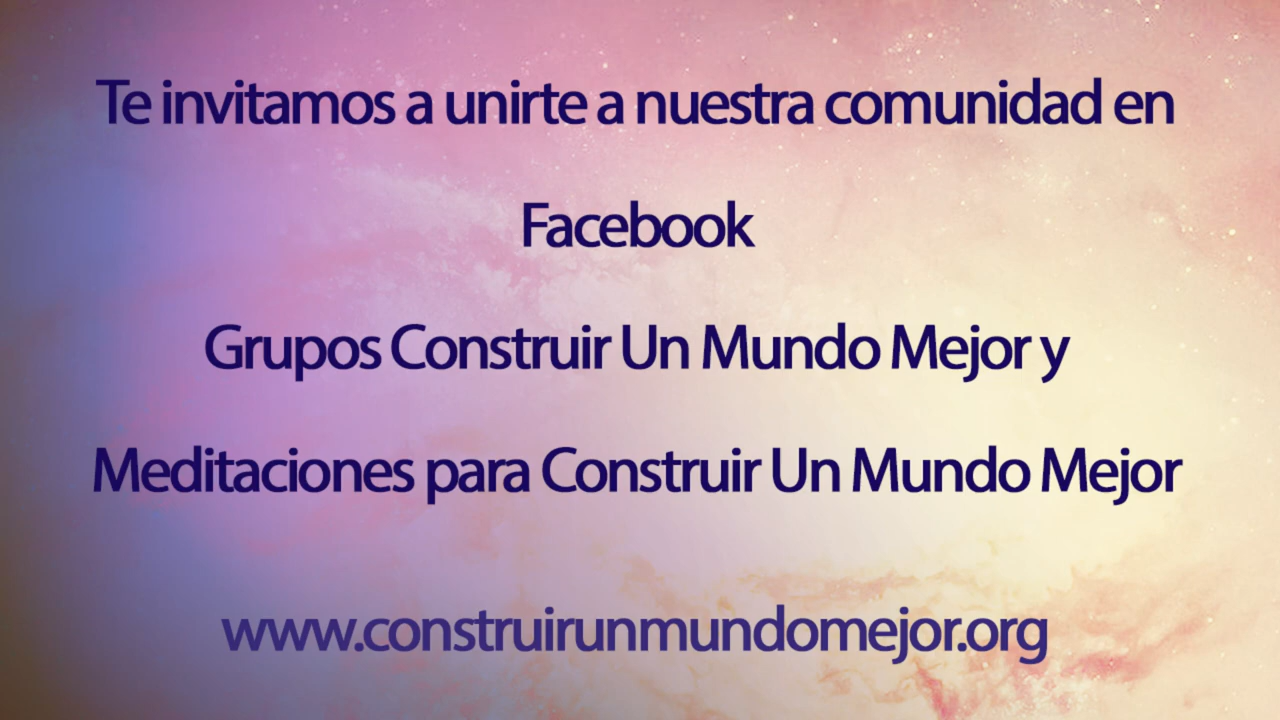 Te invitamos a unirte a nuestra comunidad en
Facebook
Grupos Construir Un Mundo Mejor y
Meditaciones para Construir Un Mundo Mejor
www.construirunmundomejor.org